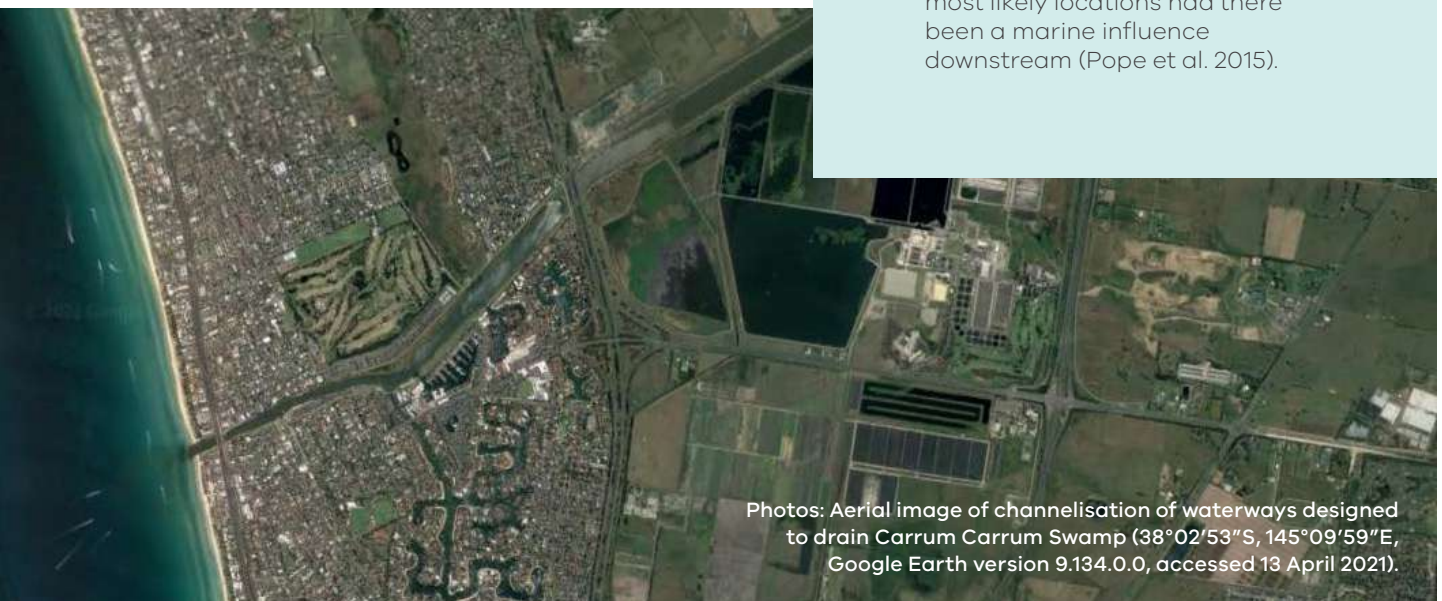 most likely locations had there
been a marine influence
downstream (Pope et al. 2015).
Photos: Aerial image of channelisation of waterways designed
to drain Carrum Carrum Swamp (38°02’53”S, 145°09’59”E,
Google Earth version 9.134.0.0, accessed 13 April 2021).